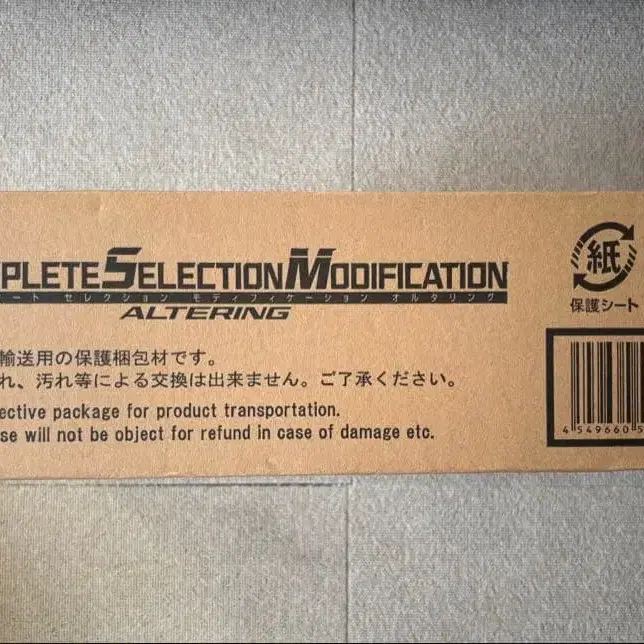 PLETE SELECTION MODIFICATION
ート セレクション モディフィケーション オルタリング
ALTERING
輸送用の保護梱包材です。
れ、汚れ等による交換は出来ません。ご了承ください。
ective package for product transportation.
se will not be object for refund in case of damage etc.
紙
保護シート
4 549660 5